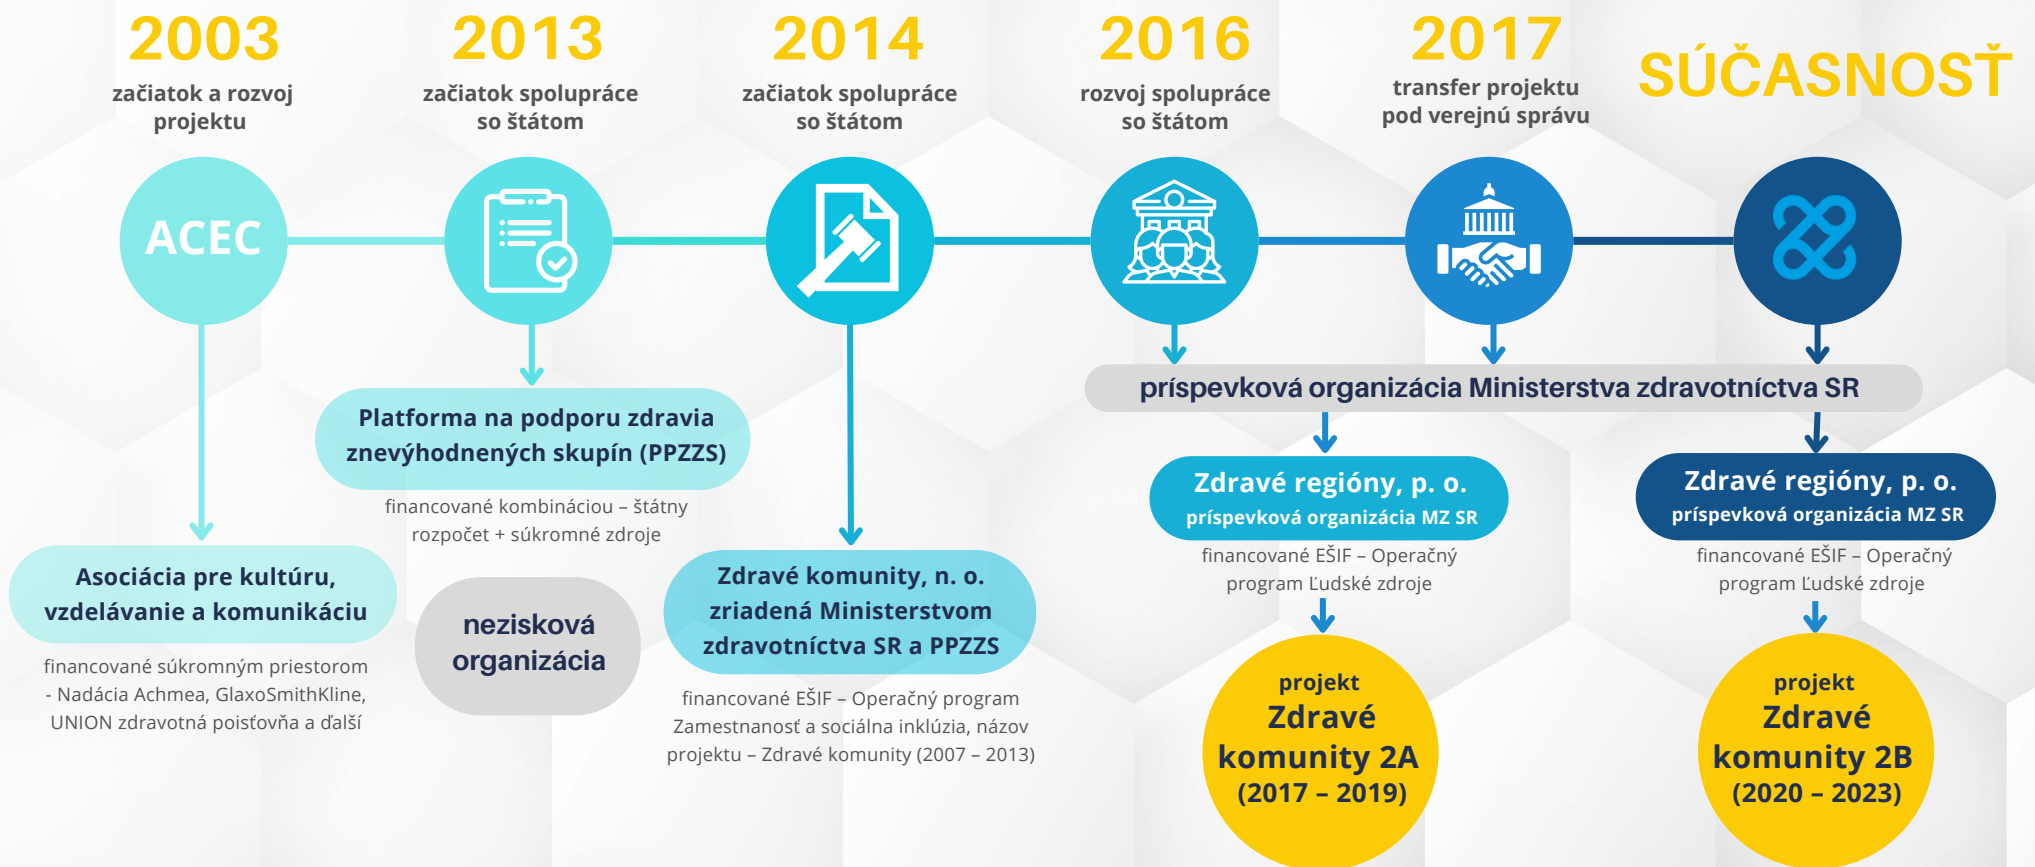 2003
začiatok a rozvoj
projektu
ACEC
Asociácia pre kultúru,
vzdelávanie a komunikáciu
financované súkromným priestorom
- Nadácia Achmea, GlaxoSmithKline,
UNION zdravotná poisťovňa a ďalší
2013
začiatok spolupráce
so štátom
Platforma na podporu zdravia
znevýhodnených skupín (PPZZS)
financované kombináciou – štátny
rozpočet + súkromné zdroje
nezisková
organizácia
2014
začiatok spolupráce
so štátom
Zdravé komunity, n. o.
zriadená Ministerstvom
zdravotníctva SR a PPZZS
financované EŠIF – Operačný program
Zamestnanosť a sociálna inklúzia, názov
projektu – Zdravé komunity (2007 – 2013)
2016
rozvoj spolupráce
so štátom
2017
transfer projektu
pod verejnú správu
SÚČASNOSŤ
príspevková organizácia Ministerstva zdravotníctva SR
Zdravé regióny, p. o.
príspevková organizácia MZ SR
financované EŠIF – Operačný
program Ľudské zdroje
projekt
Zdravé
komunity 2A
(2017 – 2019)
Zdravé regióny, p. o.
príspevková organizácia MZ SR
financované EŠIF – Operačný
program Ľudské zdroje
projekt
Zdravé
komunity 2B
(2020 – 2023)